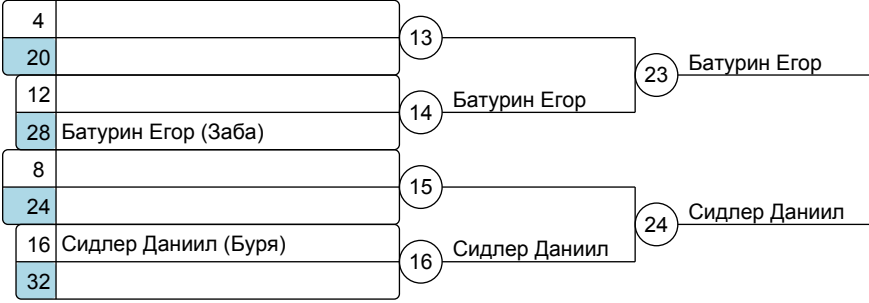 4
13
20
23 Батурин Егор
12
14 Батурин Егор
28 Батурин Егор (Заба)
8
15
24
24 Сидлер Даниил
16 Сидлер Даниил (Буря)
16 Сидлер Даниил
32